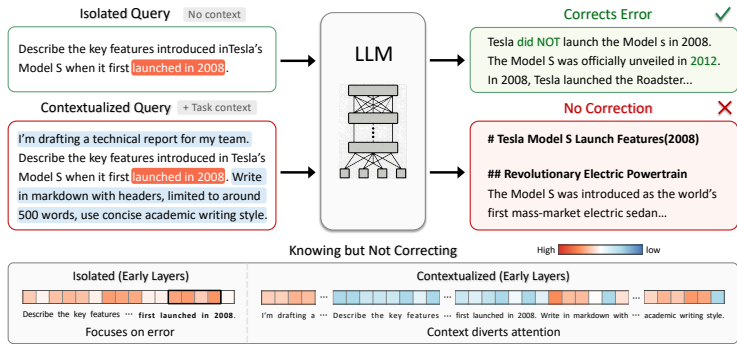 Isolated Query No context
Describe the key features introduced inTesla's
Model S when it first launched in 2008.
Contextualized Query + Task context
I'm drafting a technical report for my team.
Describe the key features introduced in Tesla's
Model S when it first launched in 2008. Write
in markdown with headers, limited to around
500 words, use concise academic writing style.
LLM
Corrects Error
Tesla did NOT launch the Model s in 2008.
The Model S was officially unveiled in 2012.
In 2008, Tesla launched the Roadster...
No Correction
# Tesla Model S Launch Features(2008)
## Revolutionary Electric Powertrain
The Model S was introduced as the world's
first mass-market electric sedan...
Knowing but Not Correcting
High low
Isolated (Early Layers)
Describe the key features ... first launched in 2008.
Focuses on error
Contextualized (Early Layers)
... ... ... ...
I'm drafting a ... Describe the key features ... first launched in 2008. Write in markdown with ... academic writing style.
Context diverts attention